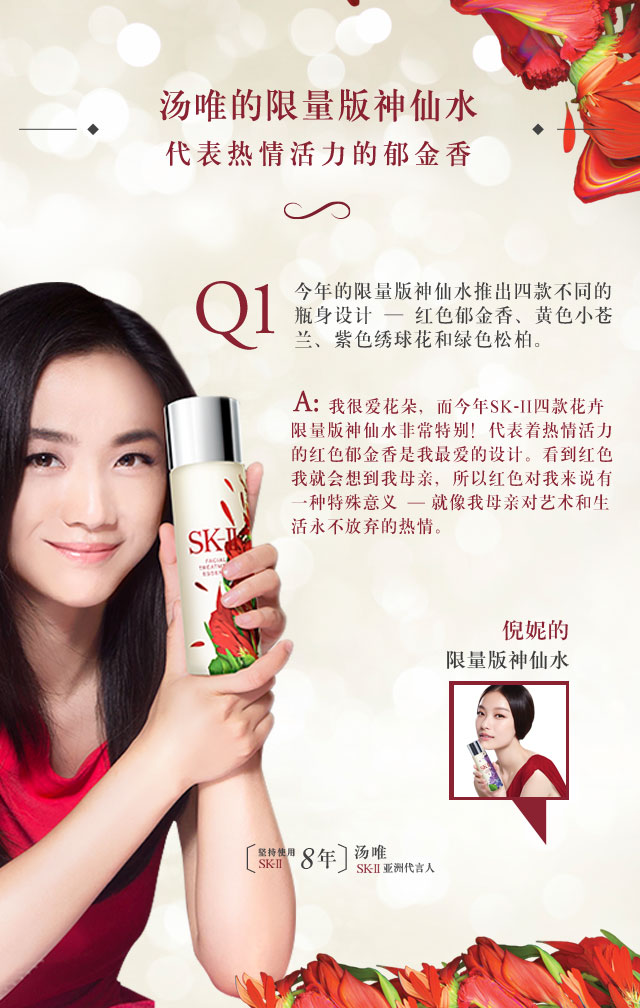 汤唯的限量版神仙水
代表热情活力的郁金香
Q1
今年的限量版神仙水推出四款不同的
瓶身设计 — 红色郁金香、黄色小苍
兰、紫色绣球花和绿色松柏。
A: 我很爱花朵，而今年SK-II四款花卉
限量版神仙水非常特别！代表着热情活力
的红色郁金香是我最爱的设计。看到红色
我就会想到我母亲，所以红色对我来说有
一种特殊意义 — 就像我母亲对艺术和生
活永不放弃的热情。
SK-II
FACIAL
TREATMENT
ESSENCE
倪妮的
限量版神仙水
坚持使用
SK-II
8年
汤唯
SK-II 亚洲代言人